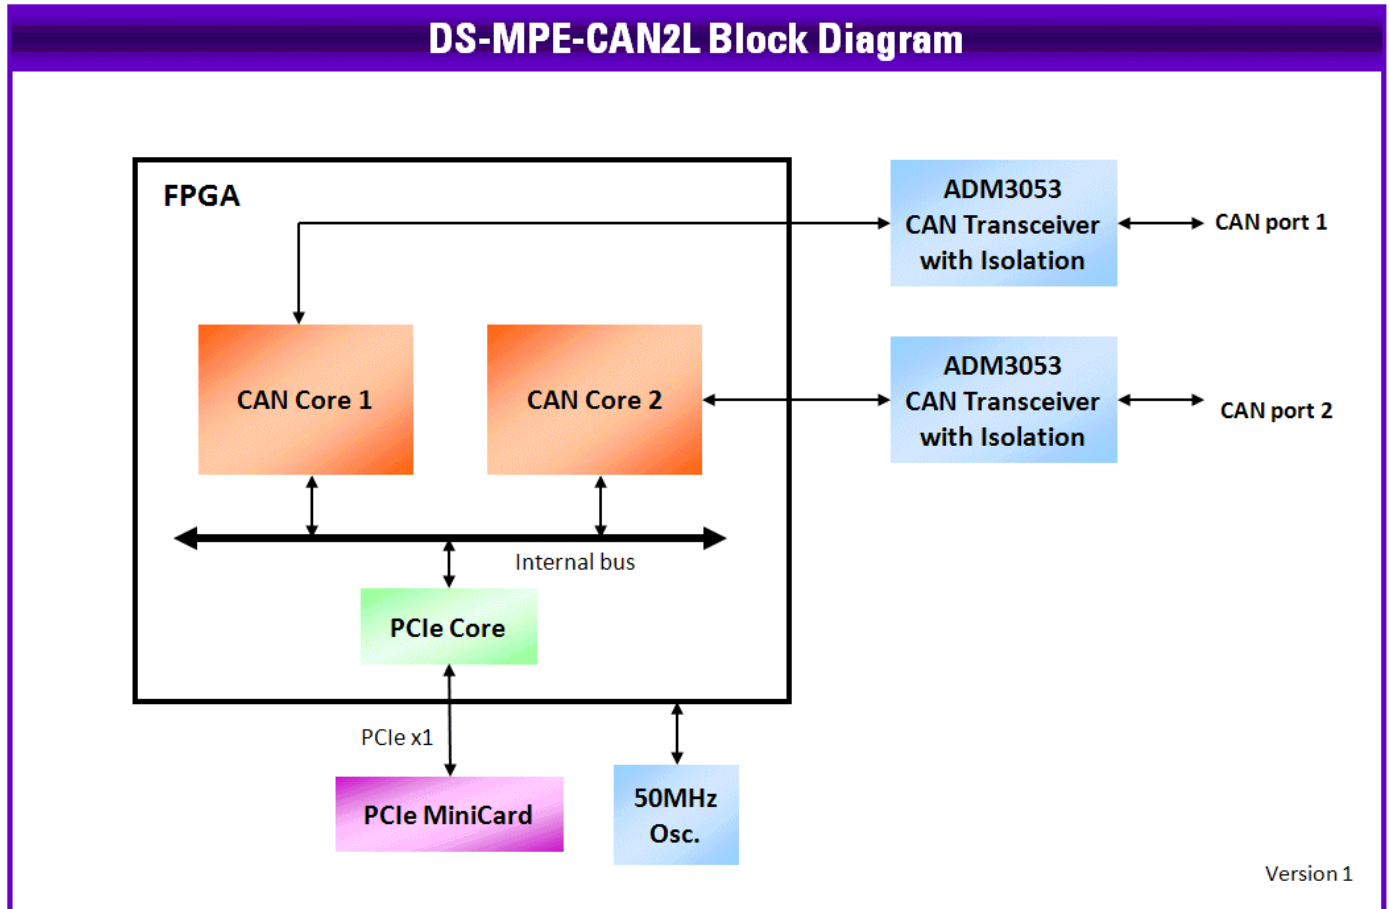 DS-MPE-CAN2L Block Diagram
FPGA
ADM3053
CAN Transceiver
with Isolation
CAN port 1
CAN Core 1
CAN Core 2
ADM3053
CAN Transceiver
with Isolation
CAN port 2
Internal bus
PCIe Core
PCIe x1
PCIe MiniCard
50MHz
Osc.
Version 1